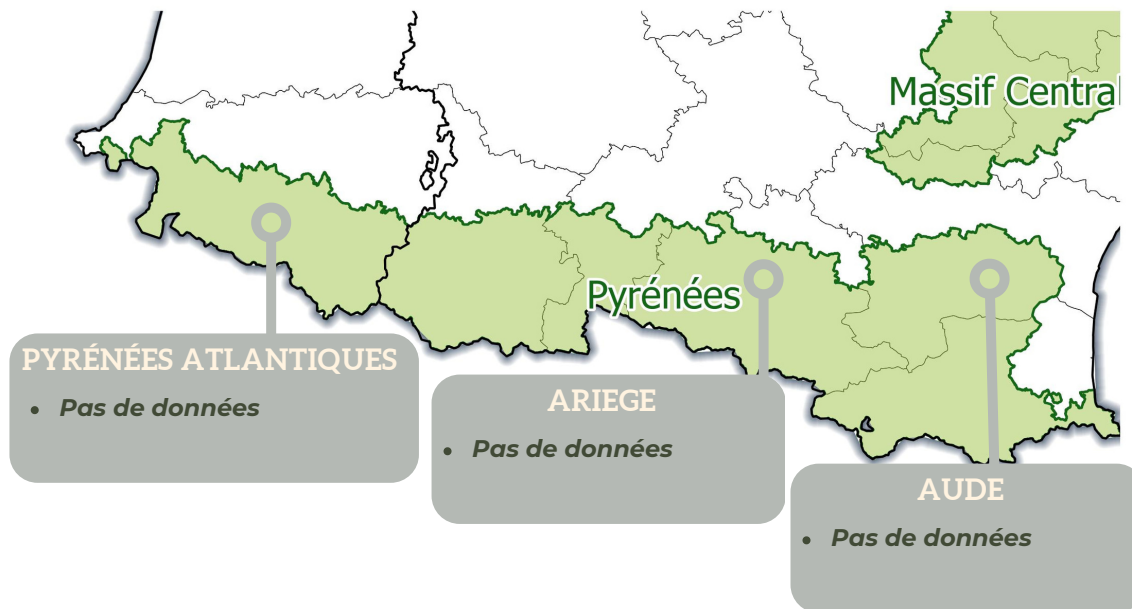 Massif Central
Pyrénées
PYRÉNÉES ATLANTIQUES
• Pas de données
ARIEGE
• Pas de données
AUDE
• Pas de données